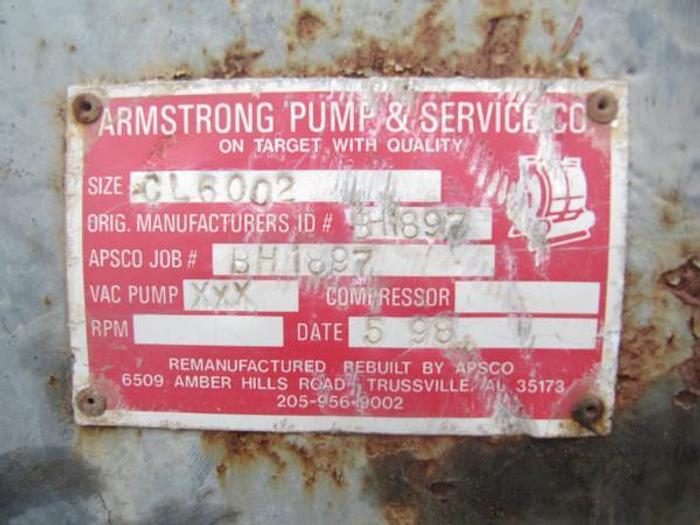 ARMSTRONG PUMP & SERVICE CO.
ON TARGET WITH QUALITY
SIZE CL6002
ORIG. MANUFACTURERS ID # BH1897
APSCO JOB # BH1897
VAC PUMP XXX COMPRESSOR
RPM DATE 5 98
REMANUFACTURED REBUILT BY APSCO
6509 AMBER HILLS ROAD, TRUSSVILLE, AL 35173
205-956-9002